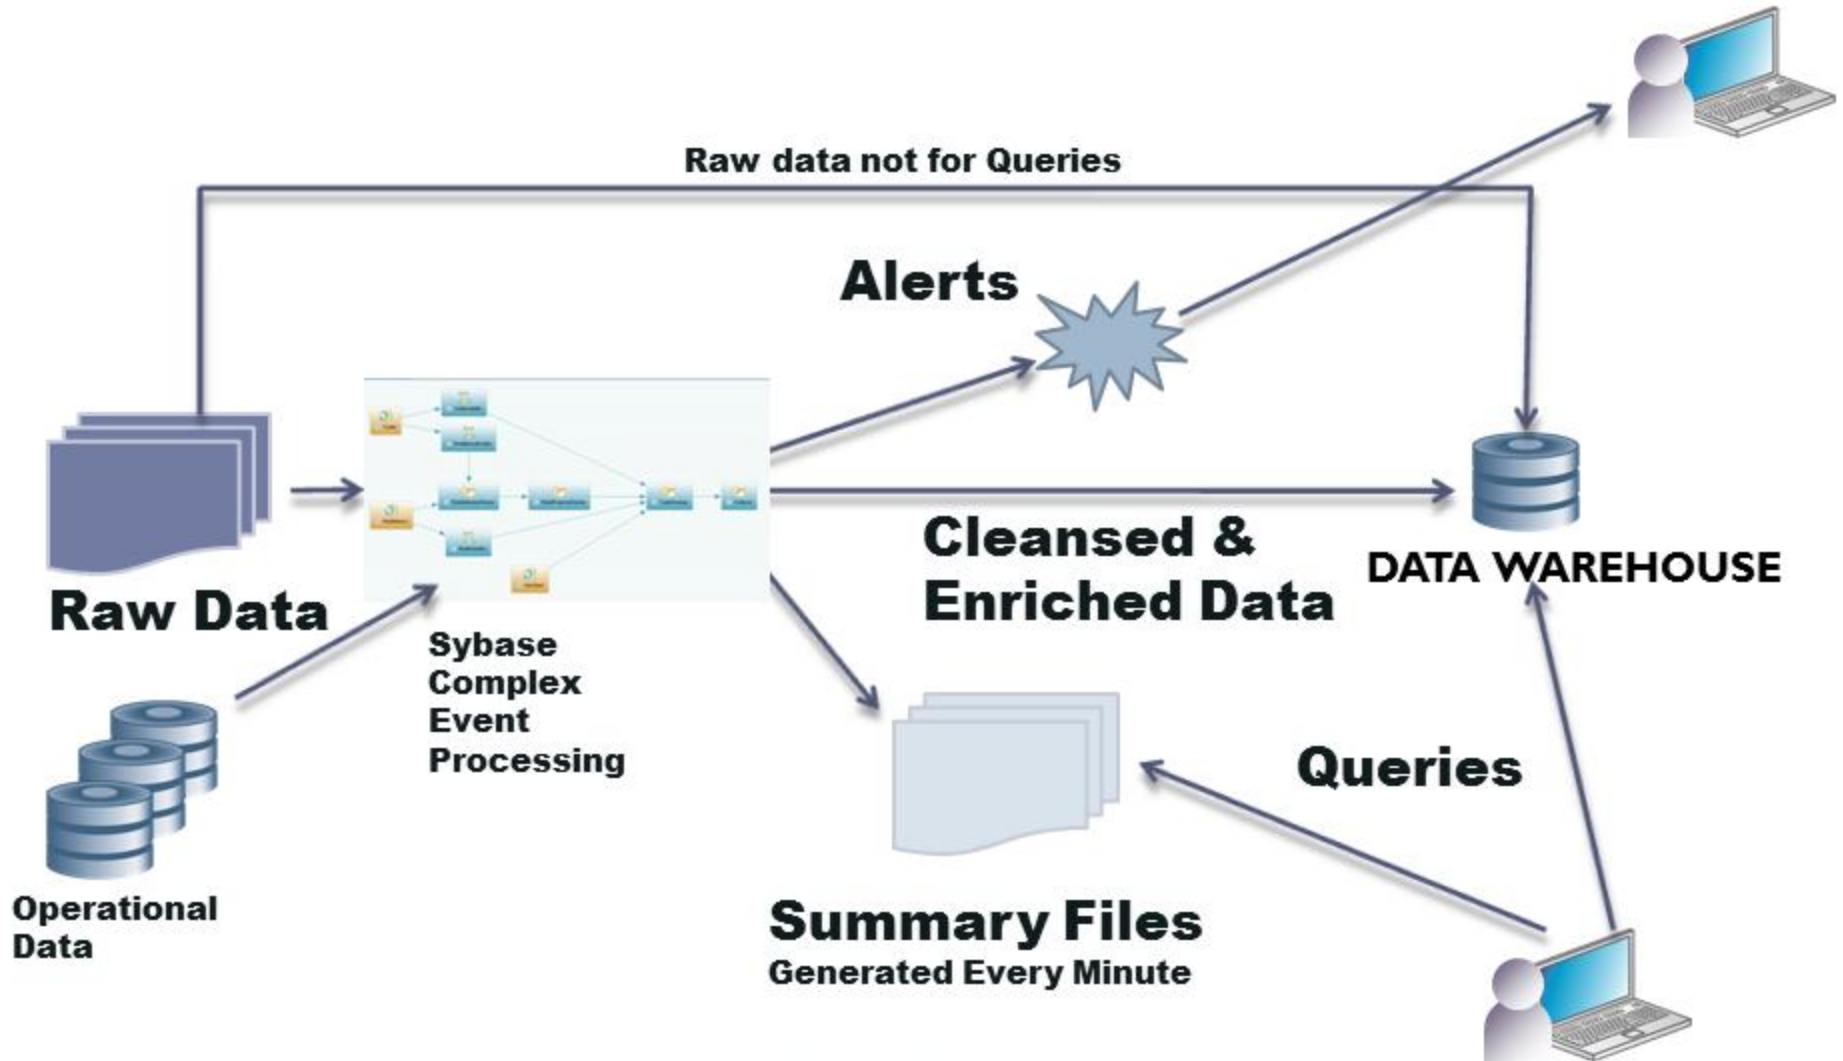 Raw data not for Queries
Alerts
Cleansed &
Enriched Data
DATA WAREHOUSE
Raw Data
Sybase
Complex
Event
Processing
Queries
Operational
Data
Summary Files
Generated Every Minute